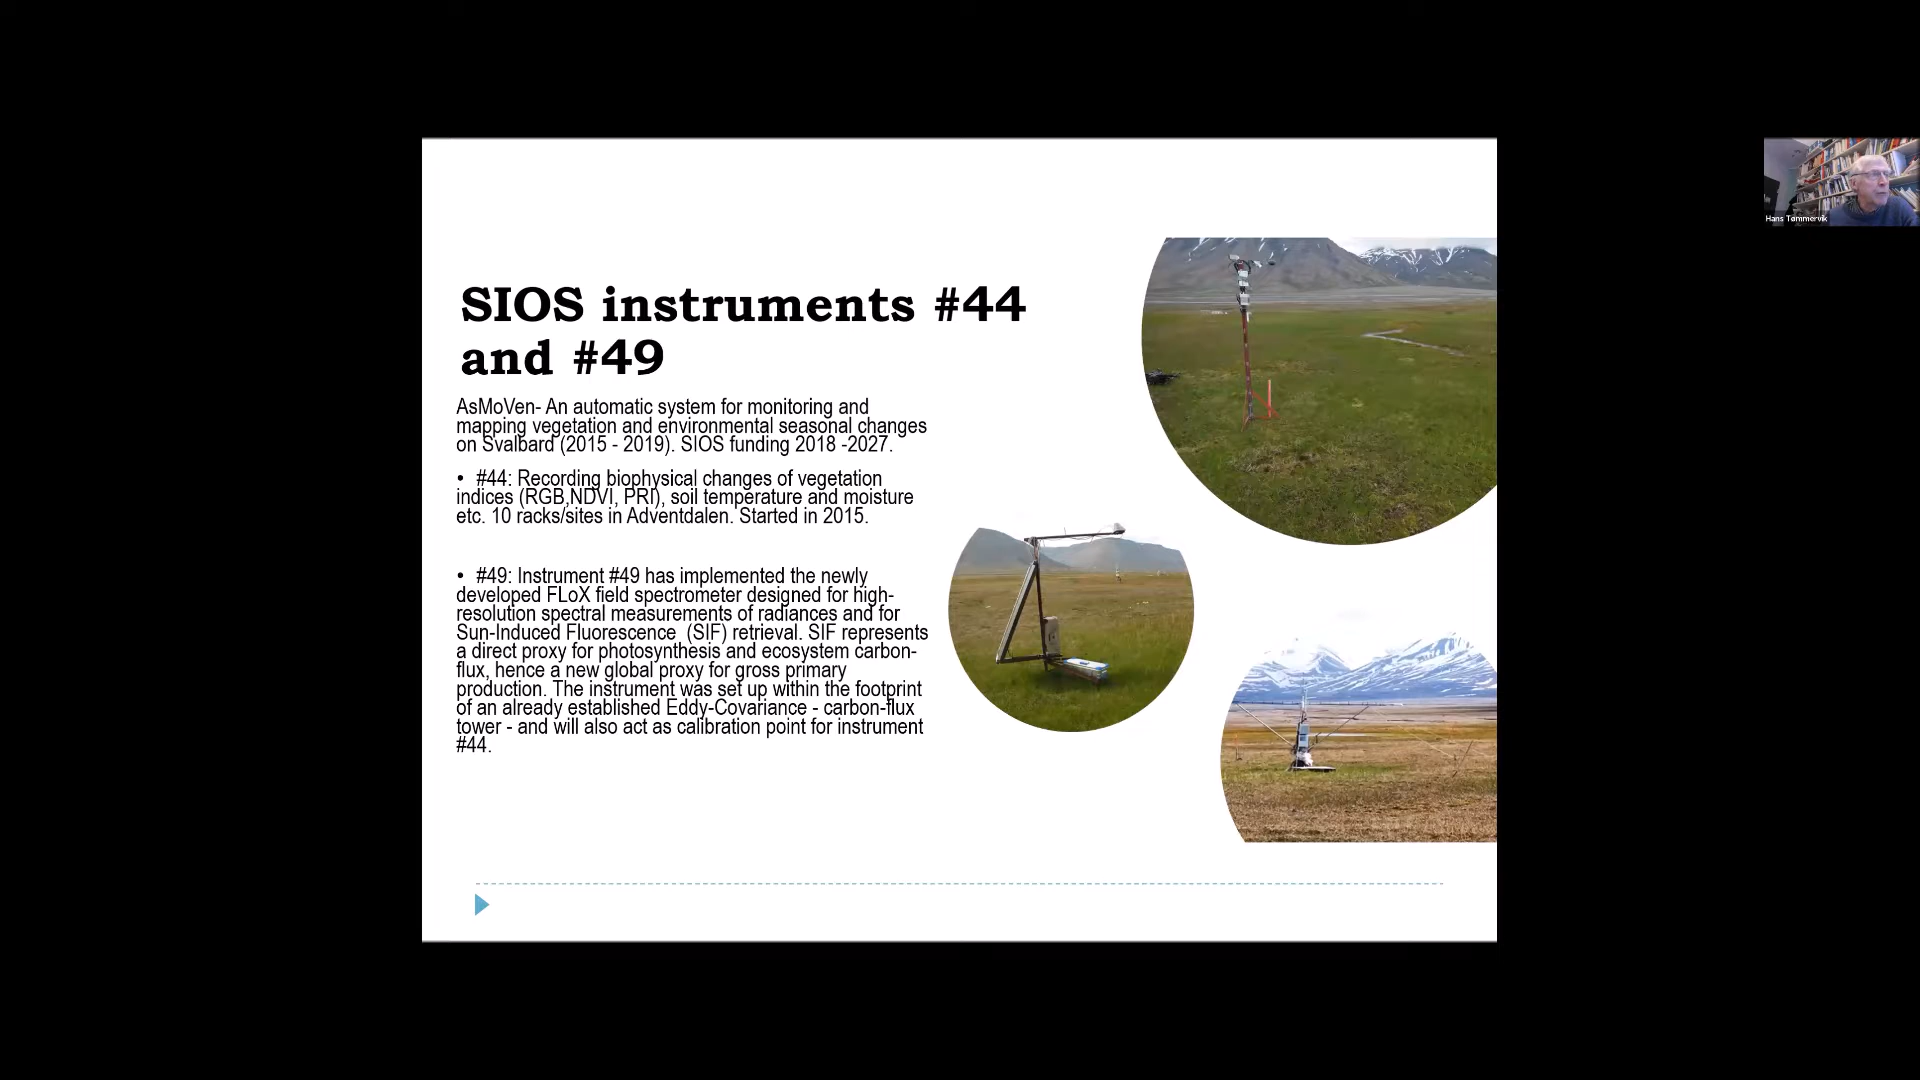 SIOS instruments #44
and #49
AsMoVen- An automatic system for monitoring and
mapping vegetation and environmental seasonal changes
on Svalbard (2015 - 2019). SIOS funding 2018 -2027.
• #44: Recording biophysical changes of vegetation
indices (RGB,NDVI, PRI), soil temperature and moisture
etc. 10 racks/sites in Adventdalen. Started in 2015.
• #49: Instrument #49 has implemented the newly
developed FLoX field spectrometer designed for high-
resolution spectral measurements of radiances and for
Sun-Induced Fluorescence (SIF) retrieval. SIF represents
a direct proxy for photosynthesis and ecosystem carbon-
flux, hence a new global proxy for gross primary
production. The instrument was set up within the footprint
of an already established Eddy-Covariance - carbon-flux
tower - and will also act as calibration point for instrument
#44.
Hans Tømmervik